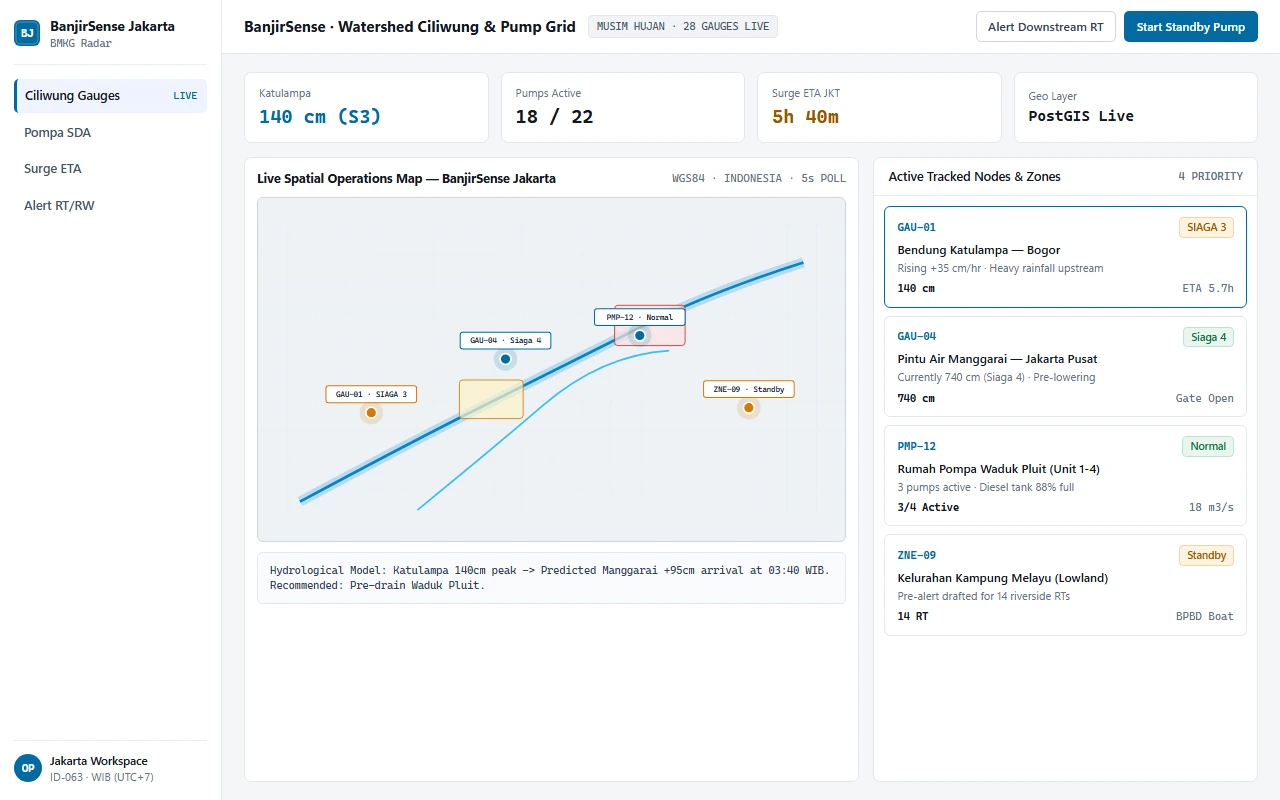 BJ
BanjirSense Jakarta
BMKG Radar
Ciliwung Gauges
LIVE
Pompa SDA
Surge ETA
Alert RT/RW
OP
Jakarta Workspace
ID-063 · WIB (UTC+7)
BanjirSense · Watershed Ciliwung & Pump Grid
MUSIM HUJAN · 28 GAUGES LIVE
Alert Downstream RT
Start Standby Pump
Katulampa
140 cm (S3)
Pumps Active
18 / 22
Surge ETA JKT
5h 40m
Geo Layer
PostGIS Live
Live Spatial Operations Map — BanjirSense Jakarta
WGS84 · INDONESIA · 5s POLL
PMP-12 · Normal
GAU-04 · Siaga 4
GAU-01 · SIAGA 3
ZNE-09 · Standby
Hydrological Model: Katulampa 140cm peak -> Predicted Manggarai +95cm arrival at 03:40 WIB.
Recommended: Pre-drain Waduk Pluit.
Active Tracked Nodes & Zones
4 PRIORITY
GAU-01
SIAGA 3
Bendung Katulampa — Bogor
Rising +35 cm/hr · Heavy rainfall upstream
140 cm
ETA 5.7h
GAU-04
Siaga 4
Pintu Air Manggarai — Jakarta Pusat
Currently 740 cm (Siaga 4) · Pre-lowering
740 cm
Gate Open
PMP-12
Normal
Rumah Pompa Waduk Pluit (Unit 1-4)
3 pumps active · Diesel tank 88% full
3/4 Active
18 m3/s
ZNE-09
Standby
Kelurahan Kampung Melayu (Lowland)
Pre-alert drafted for 14 riverside RTs
14 RT
BPBD Boat